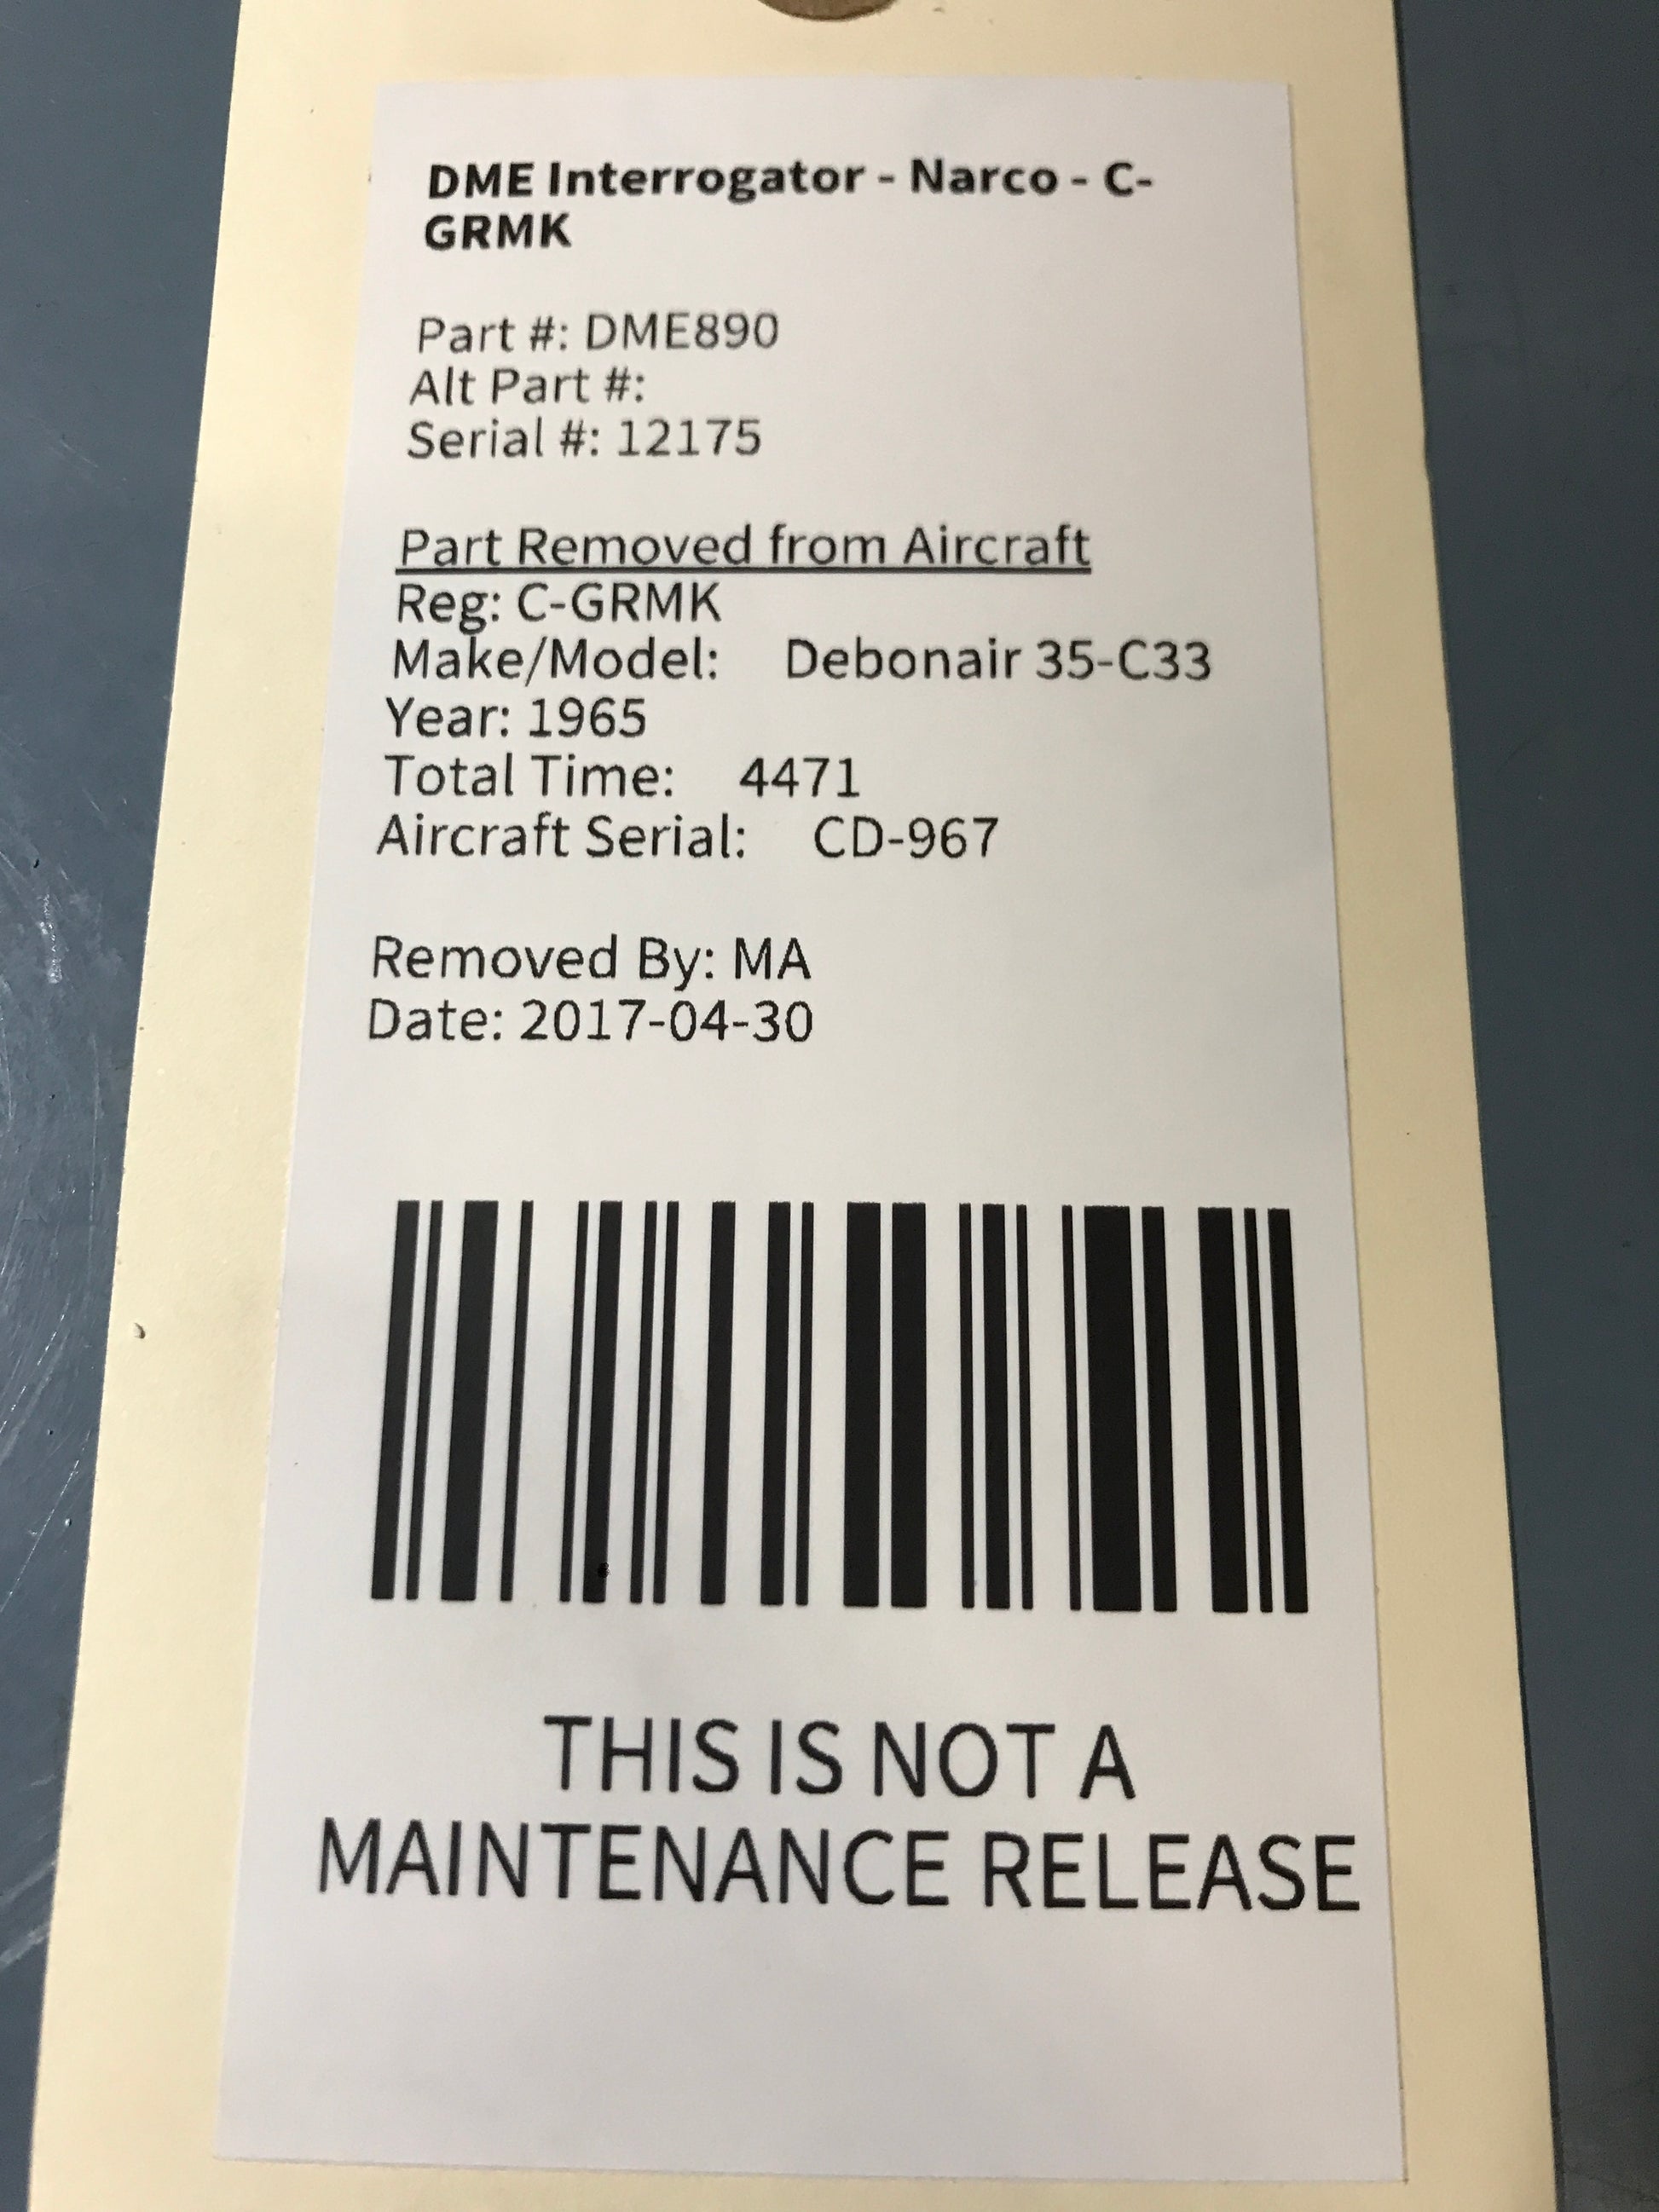 DME Interrogator - Narco - C-
GRMK
Part #: DME890
Alt Part #:
Serial #: 12175
Part Removed from Aircraft
Reg: C-GRMK
Make/Model: Debonair 35-C33
Year: 1965
Total Time: 4471
Aircraft Serial: CD-967
Removed By: MA
Date: 2017-04-30
THIS IS NOT A
MAINTENANCE RELEASE